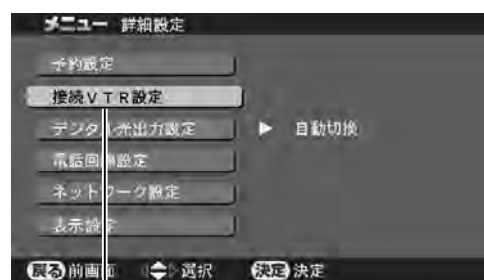 メニュー 詳細設定
予約設定
接続VTR設定
デジタル光出力設定 ▶ 自動切換
電話回線設定
ネットワーク設定
表示設定
戻る 前画面 選択 決定 決定